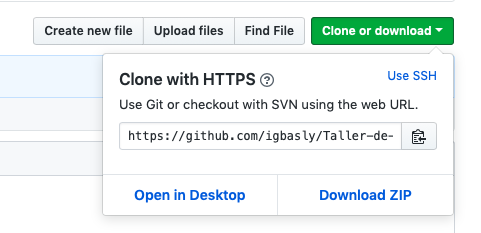 Create new file Upload files Find File Clone or download
Clone with HTTPS Use SSH
Use Git or checkout with SVN using the web URL.
https://github.com/igbasly/Taller-de-
Open in Desktop Download ZIP